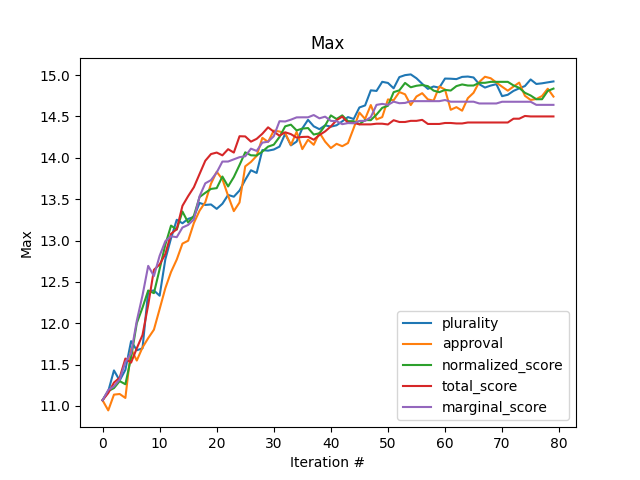 Max
15.0
14.5
14.0
13.5
13.0
12.5
12.0
11.5
11.0
Max
plurality
approval
normalized_score
total_score
marginal_score
0 10 20 30 40 50 60 70 80
Iteration #